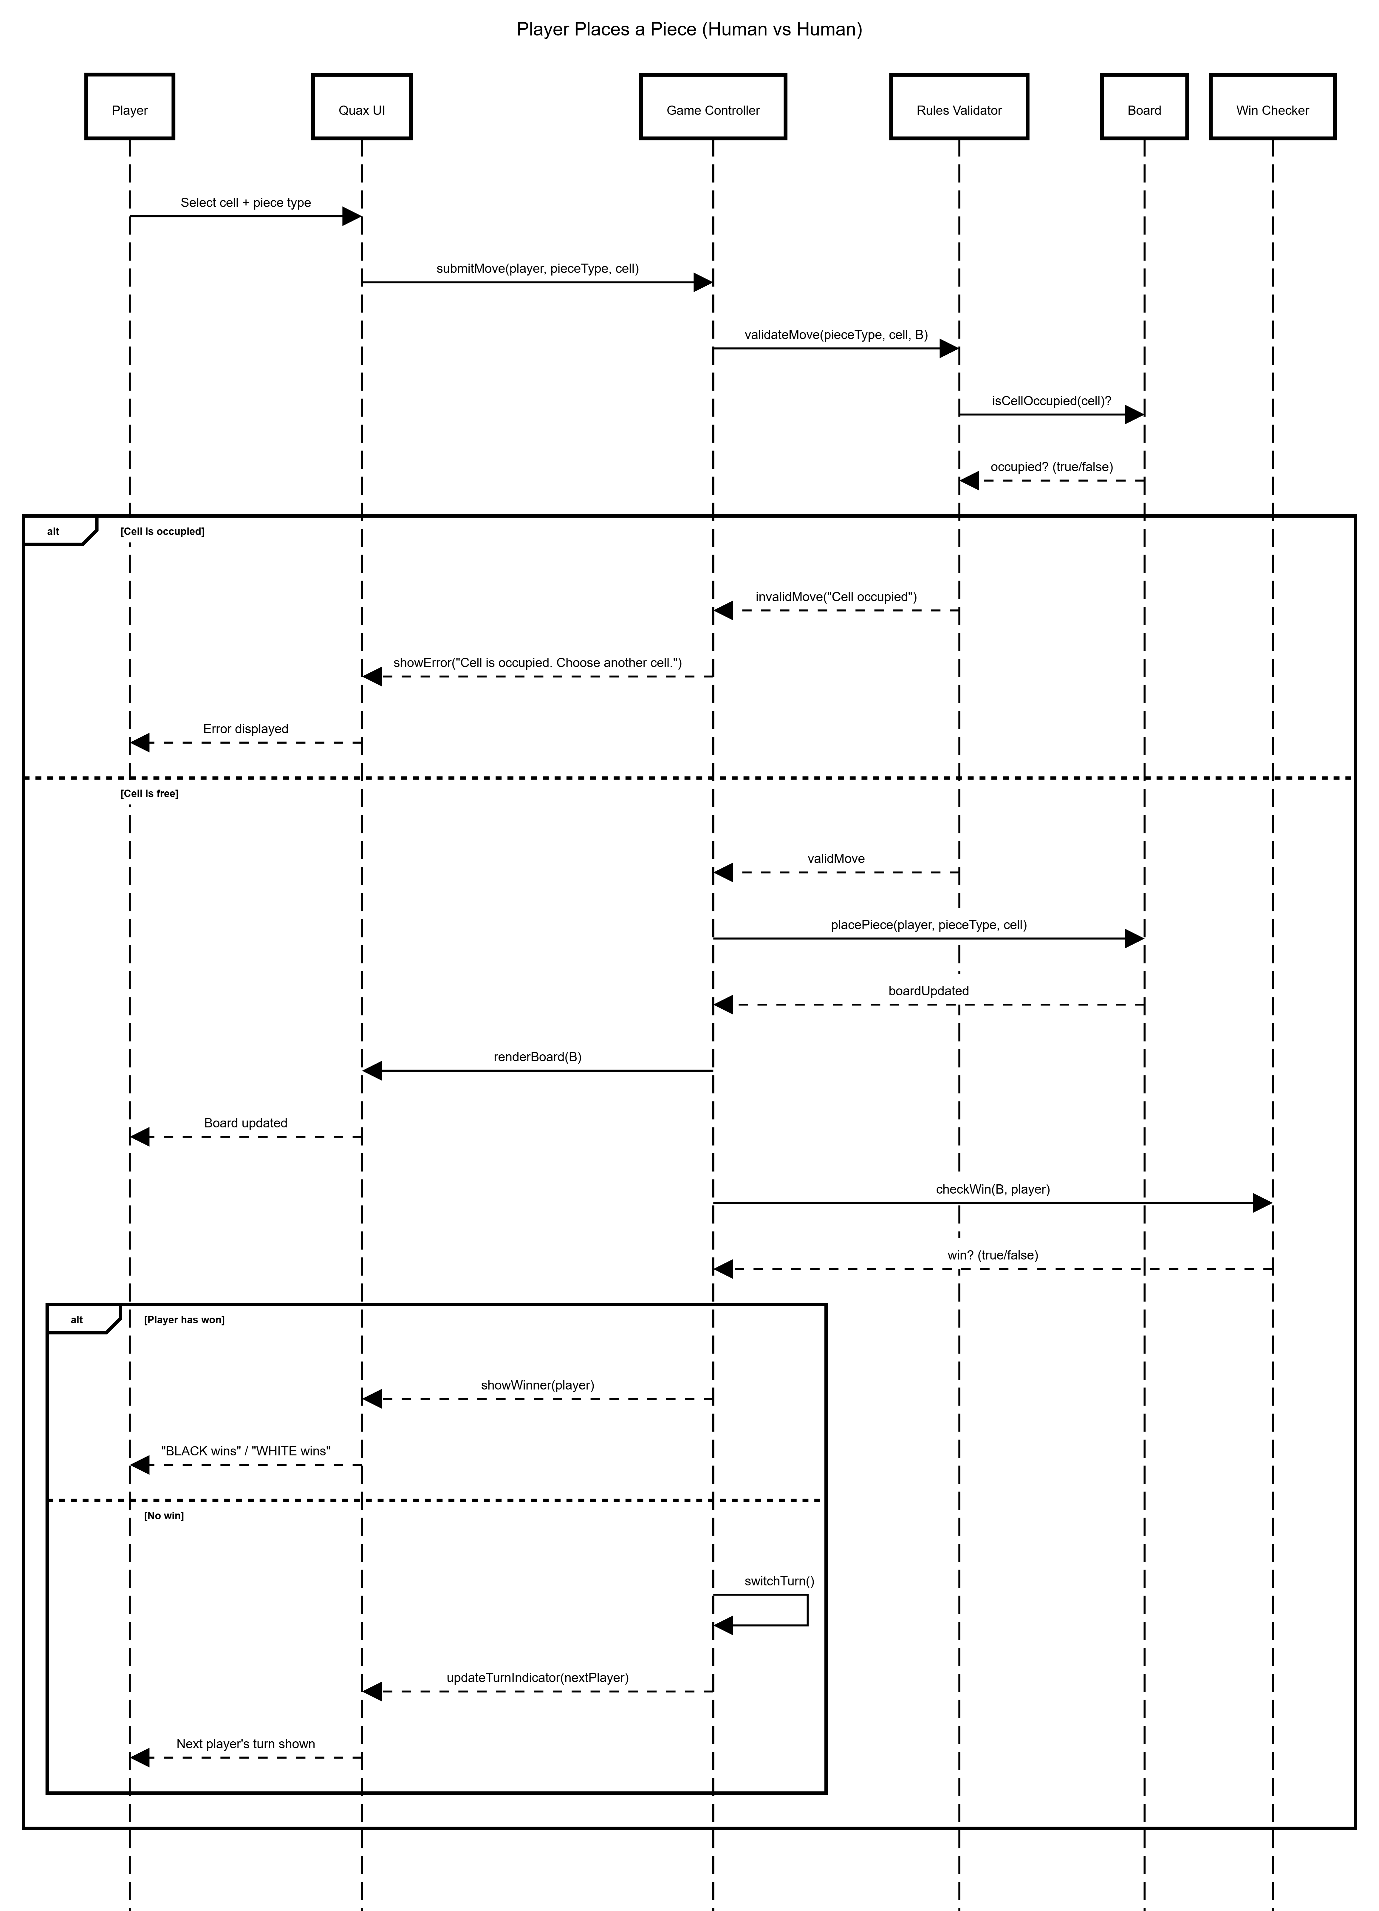 Player Places a Piece (Human vs Human)
Player
Quax UI
Game Controller
Rules Validator
Board
Win Checker
Select cell + piece type
submitMove(player, pieceType, cell)
validateMove(pieceType, cell, B)
isCellOccupied(cell)?
occupied? (true/false)
alt
[Cell is occupied]
invalidMove("Cell occupied")
showError("Cell is occupied. Choose another cell.")
Error displayed
[Cell is free]
validMove
placePiece(player, pieceType, cell)
boardUpdated
renderBoard(B)
Board updated
checkWin(B, player)
win? (true/false)
alt
[Player has won]
showWinner(player)
"BLACK wins" / "WHITE wins"
[No win]
switchTurn()
updateTurnIndicator(nextPlayer)
Next player's turn shown